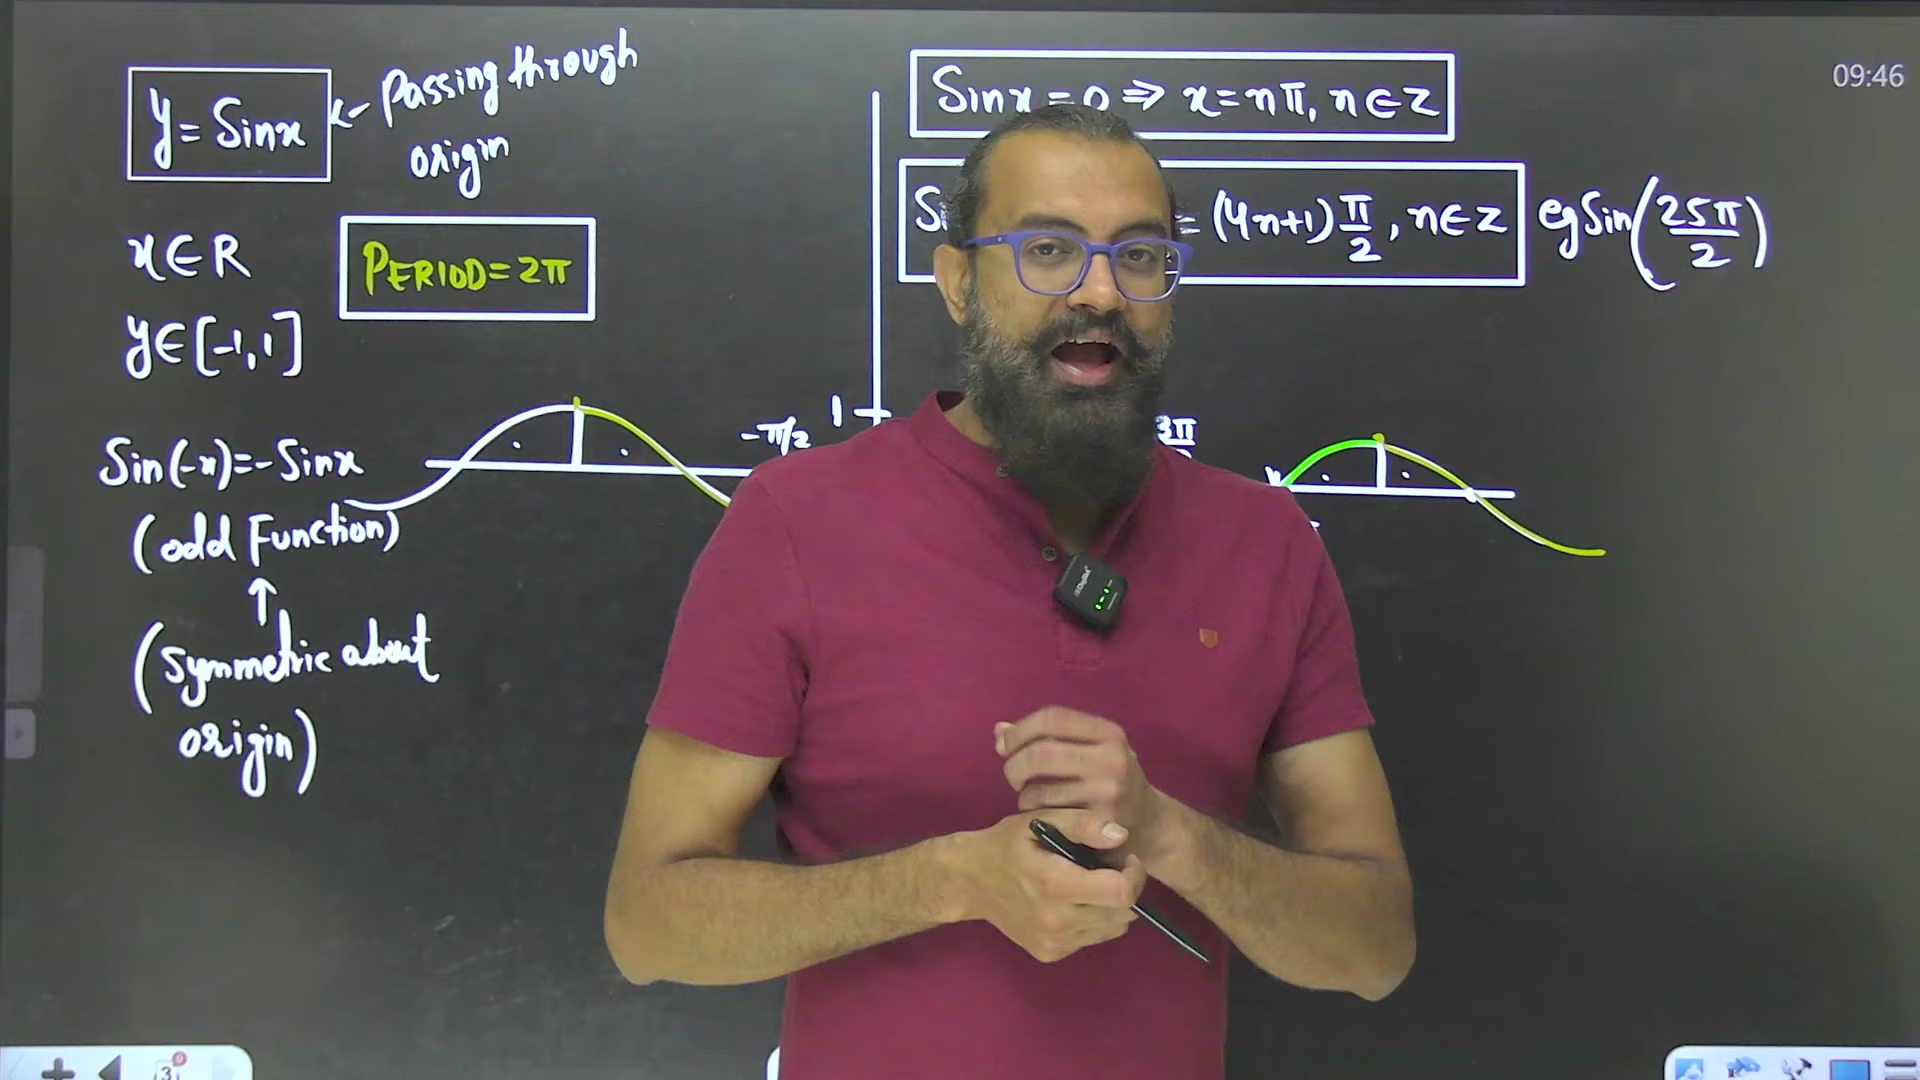 y = Sinx ← Passing through
origin
x ∈ R
PERIOD = 2π
y ∈ [-1, 1]
Sin(-x) = - Sinx
(odd Function)
↑
(Symmetric about
origin)
Sinx = 0 ⇒ x = nπ, n ∈ Z
= (4n+1) π/2, n ∈ Z eg Sin(25π/2)
-π/2
1
3π
09:46